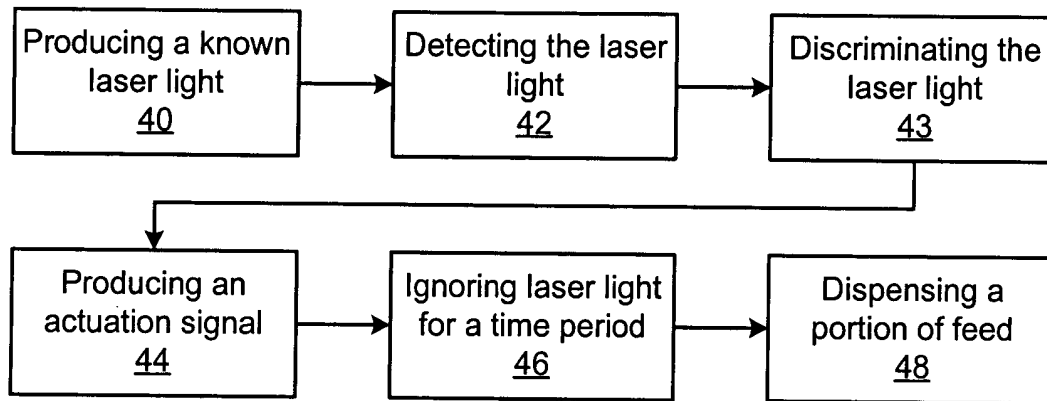 Producing a known
laser light
40
Detecting the laser
light
42
Discriminating the
laser light
43
Producing an
actuation signal
44
Ignoring laser light
for a time period
46
Dispensing a
portion of feed
48